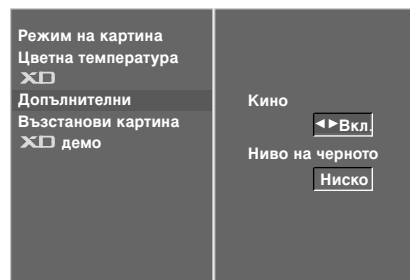 Режим на картина
Цветна температура
XD
Допълнителни
Възстанови картина
XD демо
Кино
◄►Вкл.
Ниво на черното
Ниско